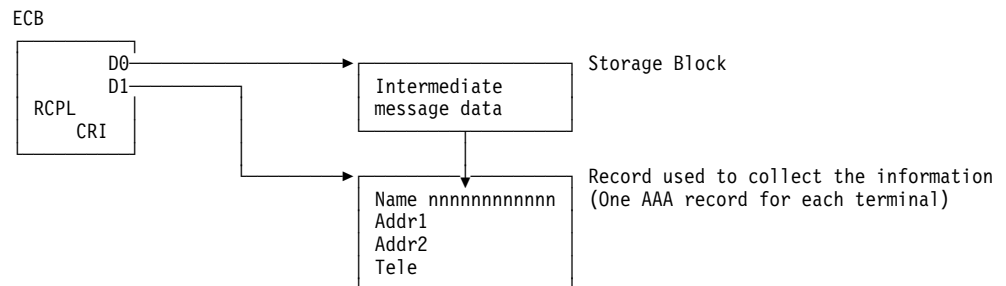 ECB
D0
D1
RCPL
CRI
Intermediate
message data
Storage Block
Name nnnnnnnnnnnnn
Addr1
Addr2
Tele
Record used to collect the information
(One AAA record for each terminal)